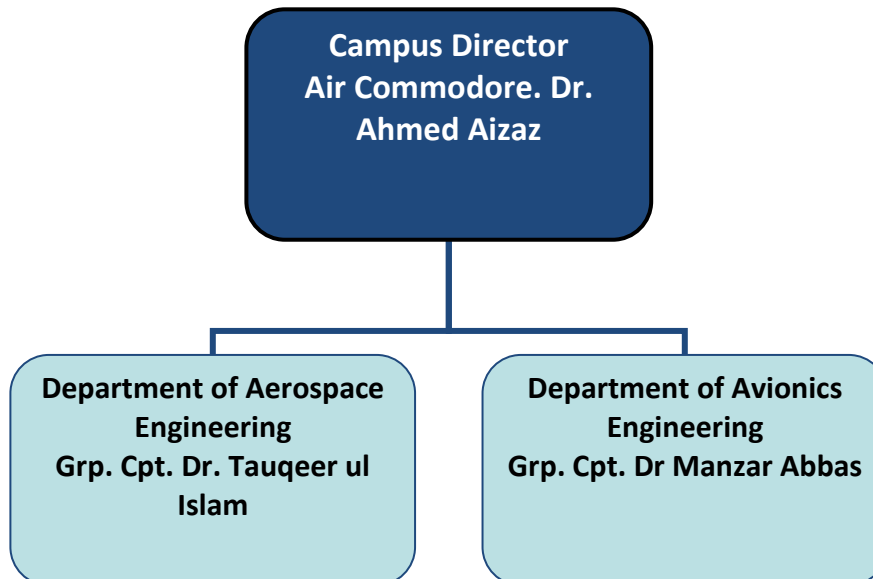 Campus Director
Air Commodore. Dr.
Ahmed Aizaz
Department of Aerospace
Engineering
Grp. Cpt. Dr. Tauqeer ul
Islam
Department of Avionics
Engineering
Grp. Cpt. Dr Manzar Abbas